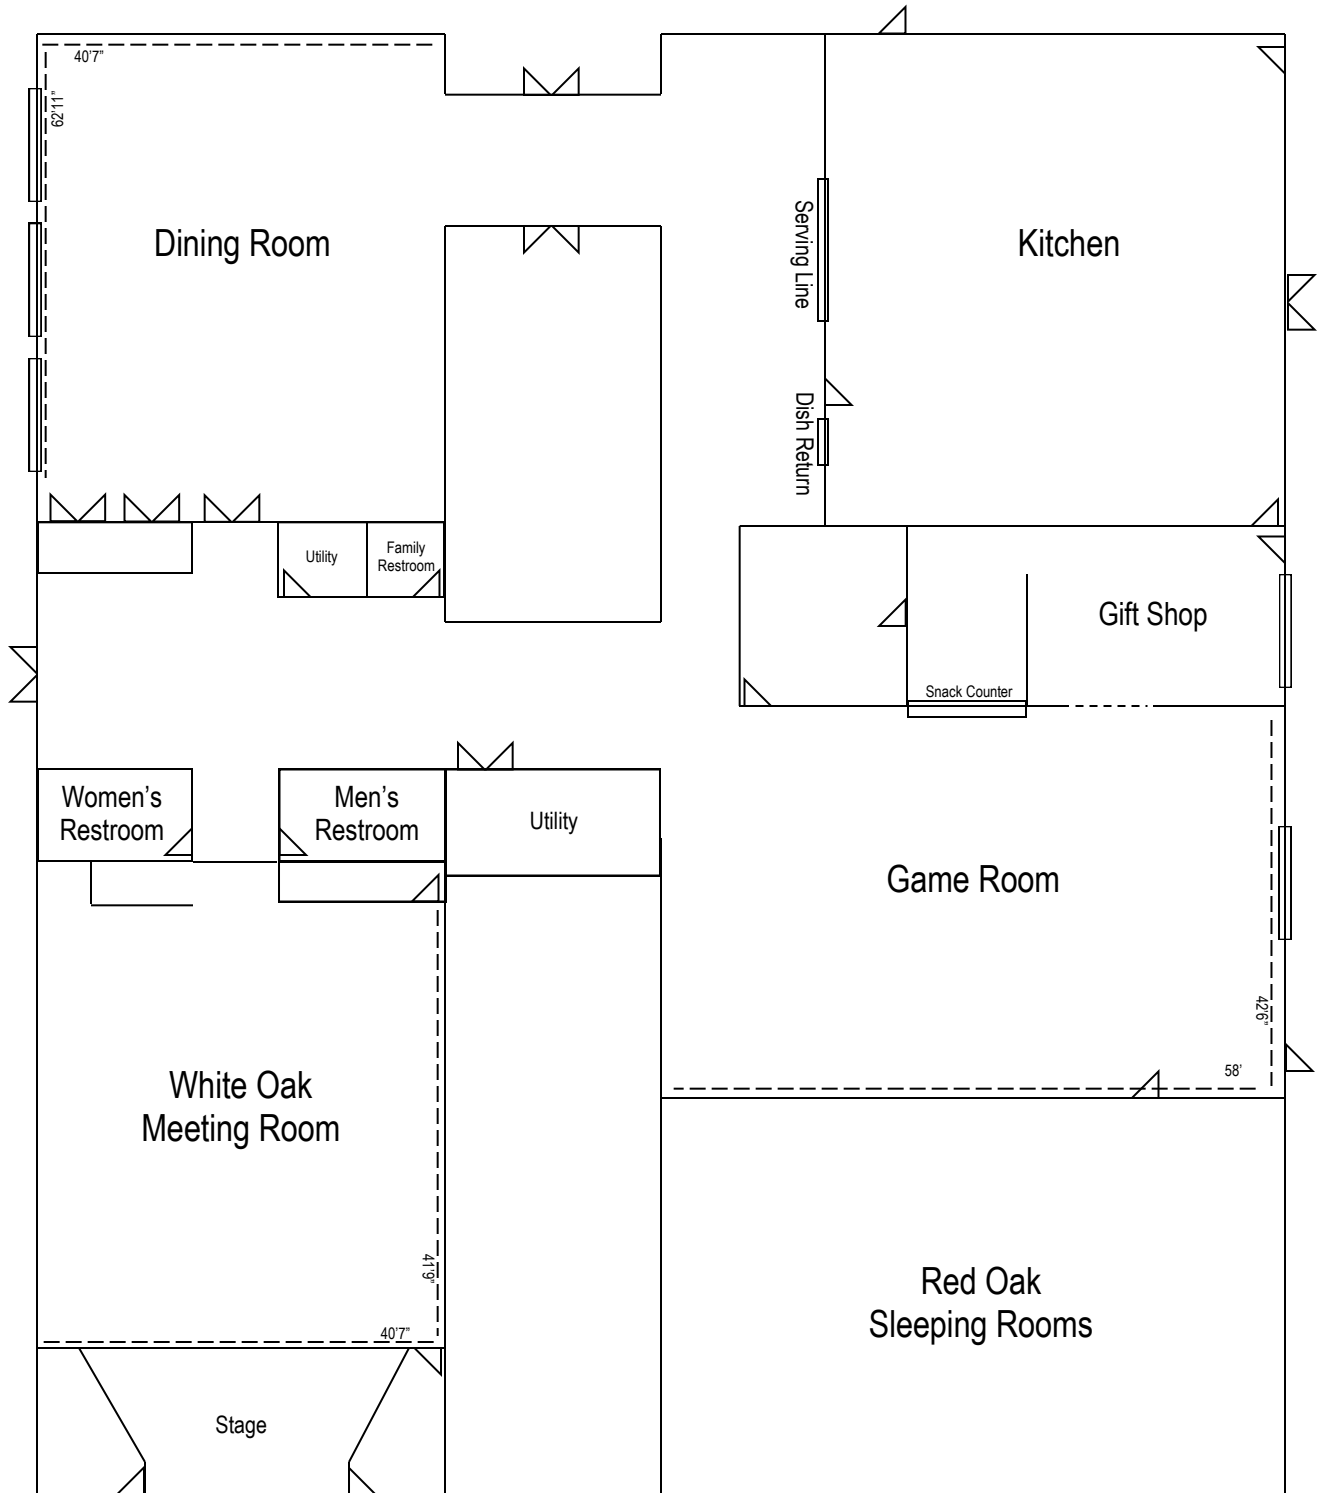 40'7"
62'11"
Dining Room
Serving Line
Kitchen
Dish Return
Utility
Family
Restroom
Gift Shop
Snack Counter
Women's
Restroom
Men's
Restroom
Utility
Game Room
42'6"
58'
White Oak
Meeting Room
41'9"
40'7"
Red Oak
Sleeping Rooms
Stage